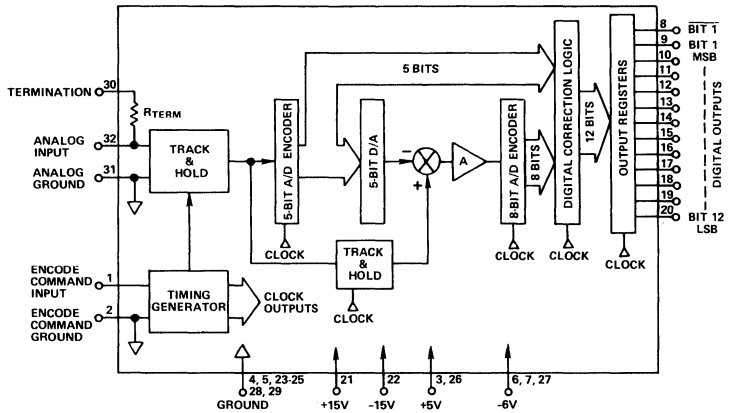 8
BIT 1
9
BIT 1
MSB
10
11
12
13
14
15
16
17
18
19
20
BIT 12
LSB
DIGITAL OUTPUTS
TERMINATION
30
RTERM
ANALOG
INPUT
32
ANALOG
GROUND
31
TRACK
&
HOLD
5-BIT A/D ENCODER
CLOCK
5 BITS
5-BIT D/A
−
+
A
8-BIT A/D ENCODER
CLOCK
8 BITS
DIGITAL CORRECTION LOGIC
CLOCK
12 BITS
OUTPUT REGISTERS
CLOCK
TRACK
&
HOLD
CLOCK
ENCODE
COMMAND
INPUT
1
ENCODE
COMMAND
GROUND
2
TIMING
GENERATOR
CLOCK
OUTPUTS
4, 5, 23-25
28, 29
GROUND
21
+15V
22
-15V
3, 26
+5V
6, 7, 27
-6V